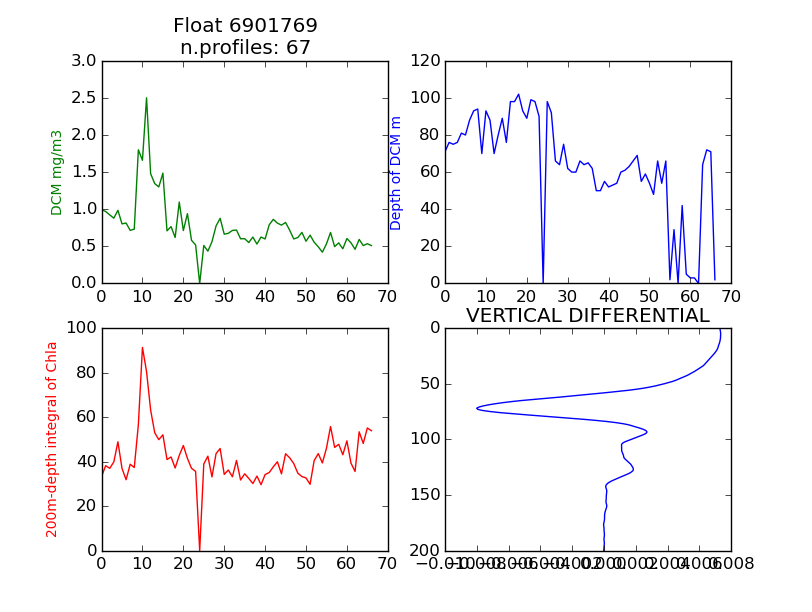 Float 6901769
n.profiles: 67
DCM mg/m3
3.0
2.5
2.0
1.5
1.0
0.5
0.0
0 10 20 30 40 50 60 70
Depth of DCM m
120
100
80
60
40
20
0
0 10 20 30 40 50 60 70
200m-depth integral of Chla
100
80
60
40
20
0
0 10 20 30 40 50 60 70
VERTICAL DIFFERENTIAL
0
50
100
150
200
0.008